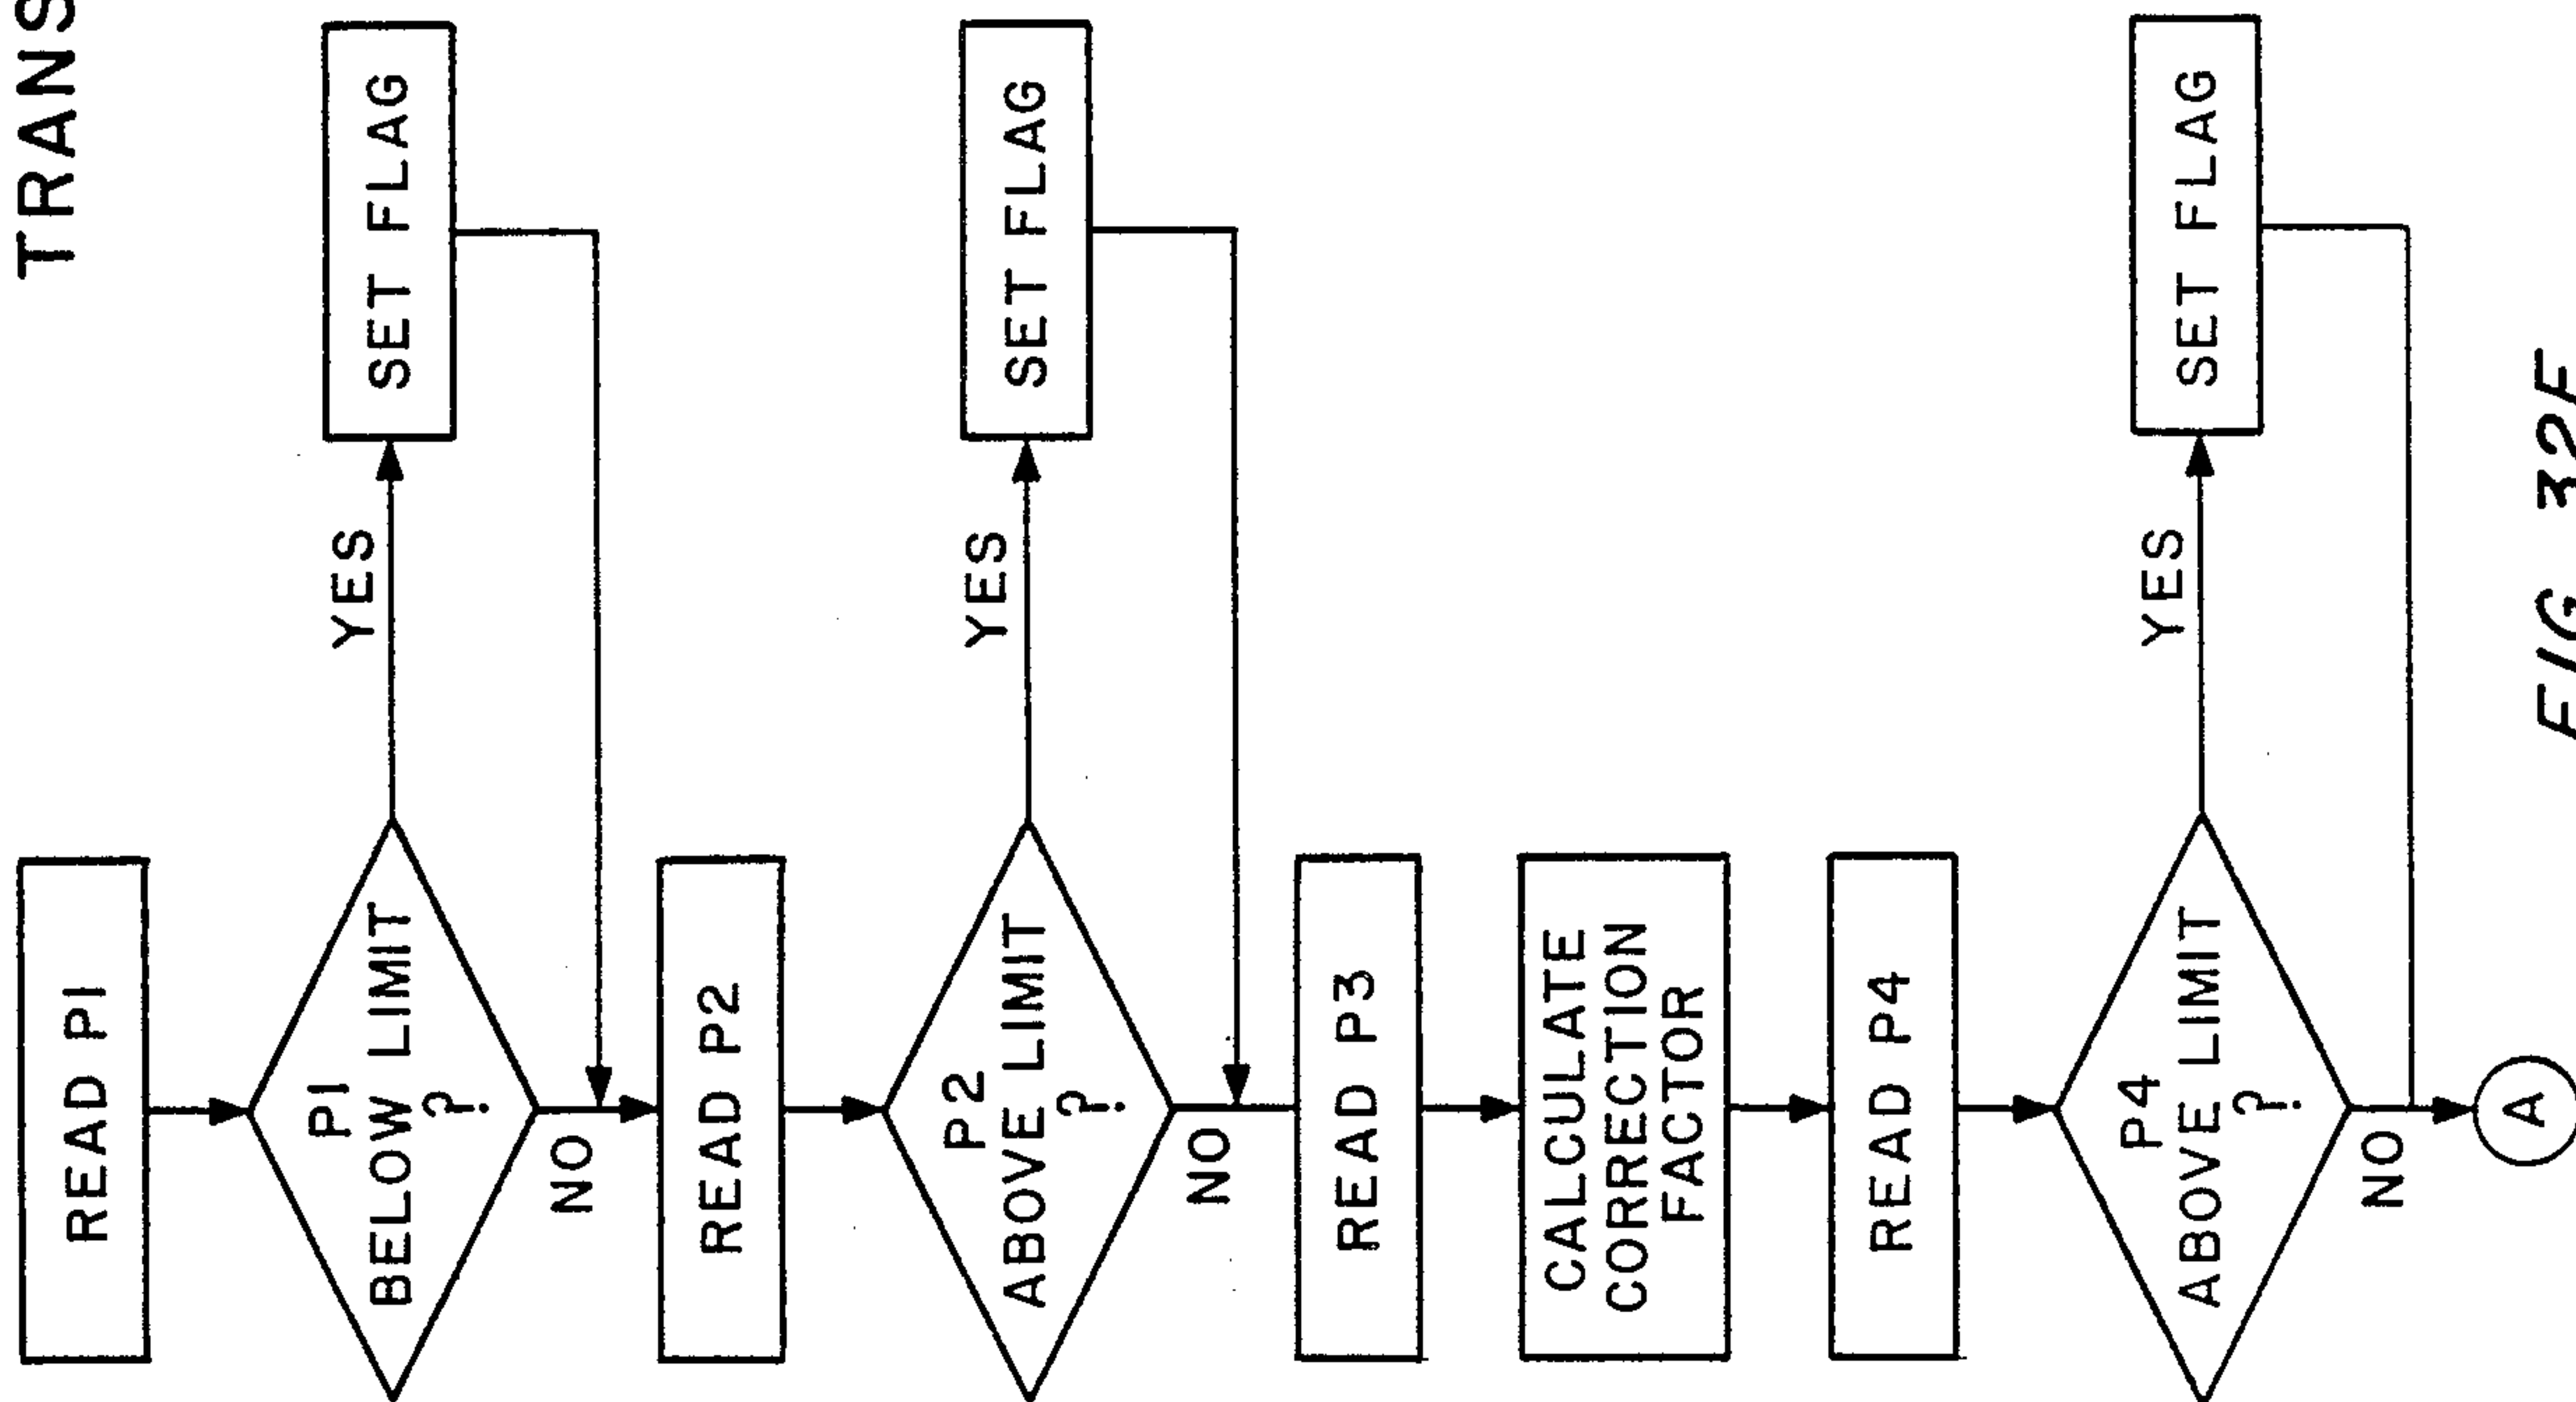 TRANS
READ P1
P1
BELOW LIMIT
?
YES
SET FLAG
NO
READ P2
P2
ABOVE LIMIT
?
YES
SET FLAG
NO
READ P3
CALCULATE
CORRECTION
FACTOR
READ P4
P4
ABOVE LIMIT
?
YES
SET FLAG
NO
A